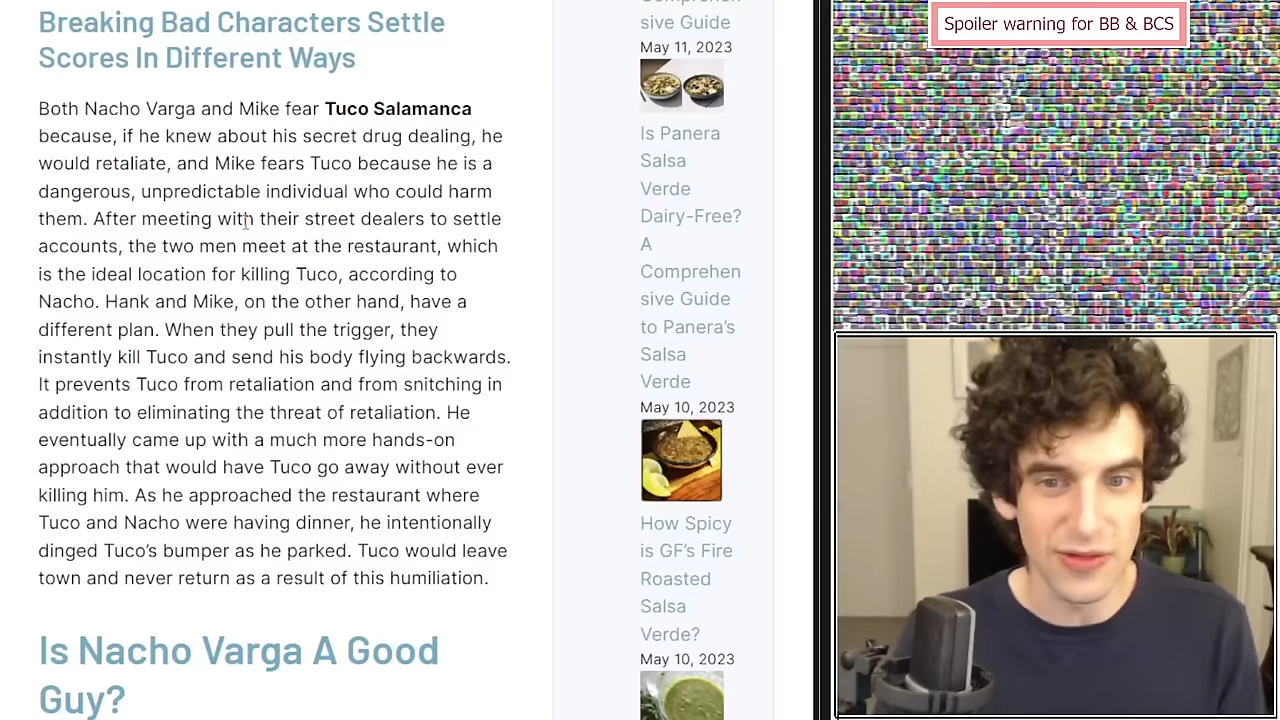 Breaking Bad Characters Settle
Scores In Different Ways
Both Nacho Varga and Mike fear Tuco Salamanca
because, if he knew about his secret drug dealing, he
would retaliate, and Mike fears Tuco because he is a
dangerous, unpredictable individual who could harm
them. After meeting with their street dealers to settle
accounts, the two men meet at the restaurant, which
is the ideal location for killing Tuco, according to
Nacho. Hank and Mike, on the other hand, have a
different plan. When they pull the trigger, they
instantly kill Tuco and send his body flying backwards.
It prevents Tuco from retaliation and from snitching in
addition to eliminating the threat of retaliation. He
eventually came up with a much more hands-on
approach that would have Tuco go away without ever
killing him. As he approached the restaurant where
Tuco and Nacho were having dinner, he intentionally
dinged Tuco's bumper as he parked. Tuco would leave
town and never return as a result of this humiliation.
Is Nacho Varga A Good
Guy?
Comprehen
sive Guide
May 11, 2023
Is Panera
Salsa
Verde
Dairy-Free?
A
Comprehen
sive Guide
to Panera's
Salsa
Verde
May 10, 2023
How Spicy
is GF's Fire
Roasted
Salsa
Verde?
May 10, 2023
Spoiler warning for BB & BCS